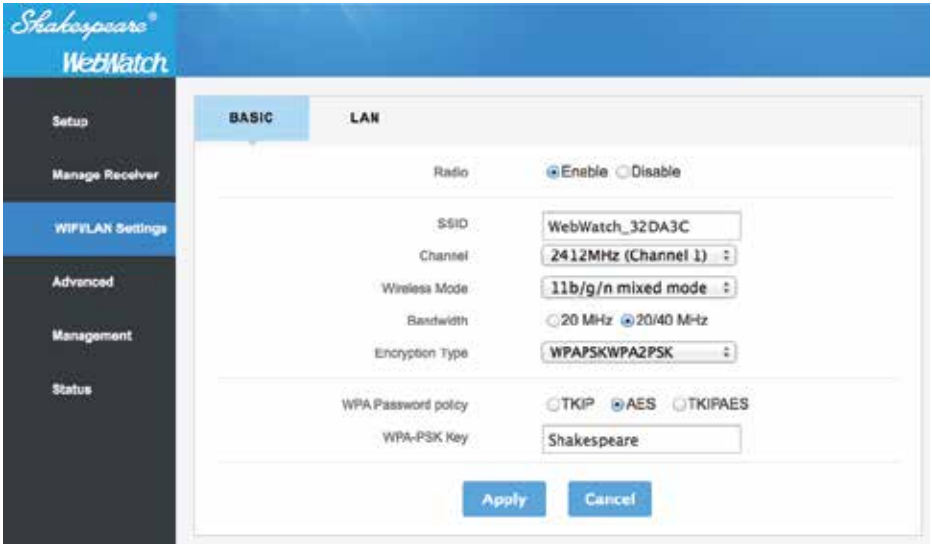 Shakespeare®
WebWatch
Setup
Manage Receiver
WIFI/LAN Settings
Advanced
Management
Status
BASIC LAN
Radio Enable Disable
SSID WebWatch_32DA3C
Channel 2412MHz (Channel 1)
Wireless Mode 11b/g/n mixed mode
Bandwidth 20 MHz 20/40 MHz
Encryption Type WPAPSKWPA2PSK
WPA Password policy TKIP AES TKIPAES
WPA-PSK Key Shakespeare
Apply Cancel